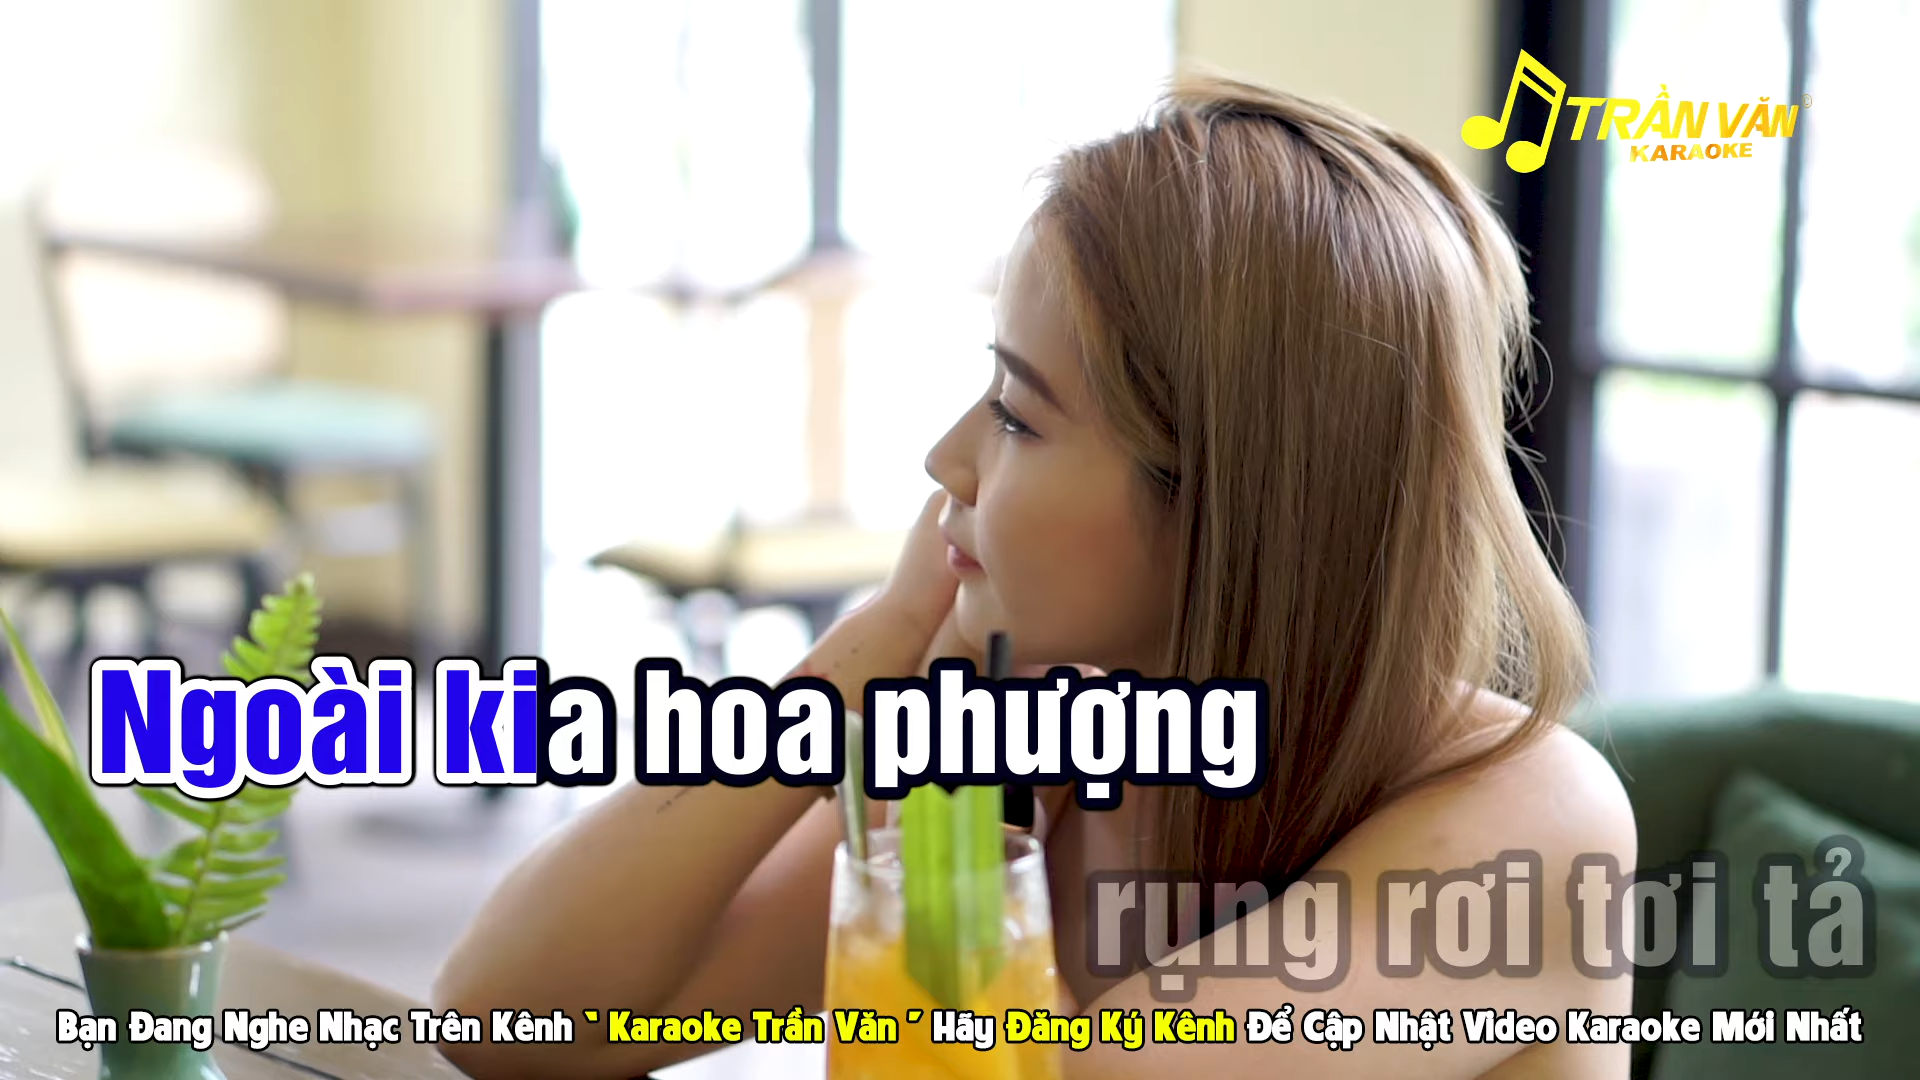 TRẦN VĂN
KARAOKE
Ngoài kia hoa phượng
rụng rơi tơi tả
Bạn Đang Nghe Nhạc Trên Kênh ` Karaoke Trần Văn ´ Hãy Đăng Ký Kênh Để Cập Nhật Video Karaoke Mới Nhất